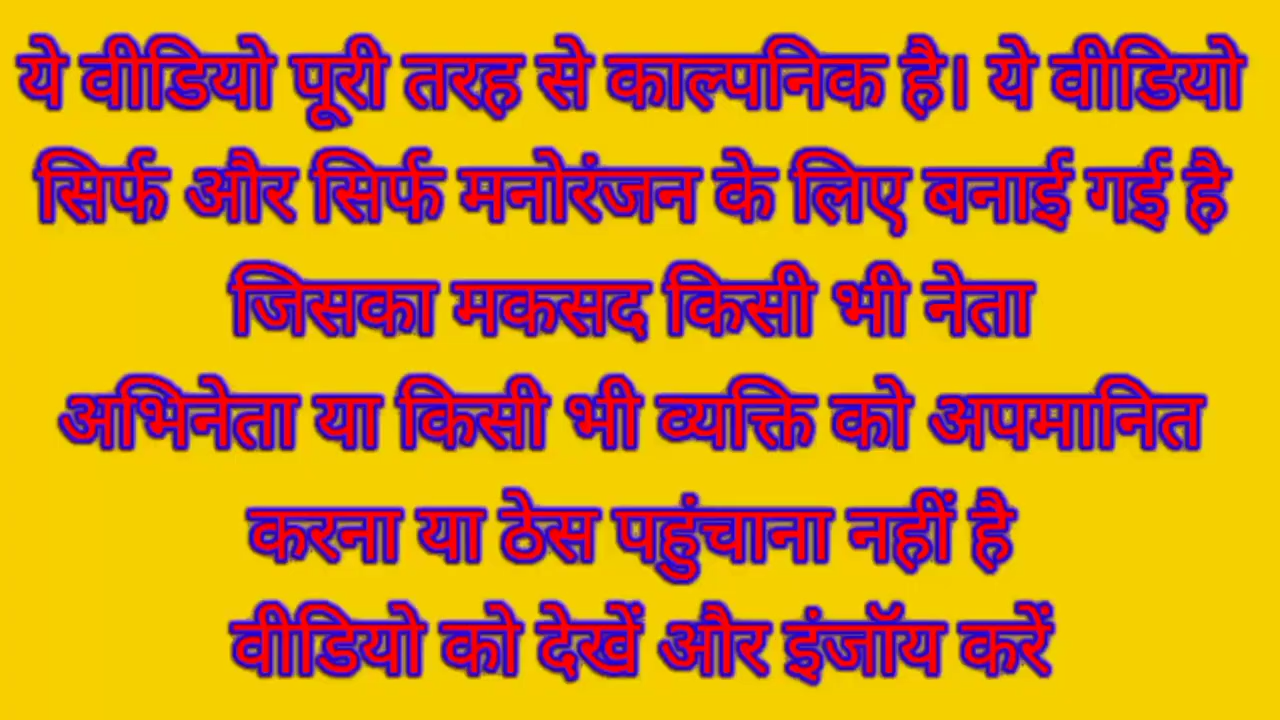 ये वीडियो पूरी तरह से काल्पनिक है। ये वीडियो
सिर्फ और सिर्फ मनोरंजन के लिए बनाई गई है
जिसका मकसद किसी भी नेता
अभिनेता या किसी भी व्यक्ति को अपमानित
करना या ठेस पहुंचाना नहीं है
वीडियो को देखें और इंजॉय करें